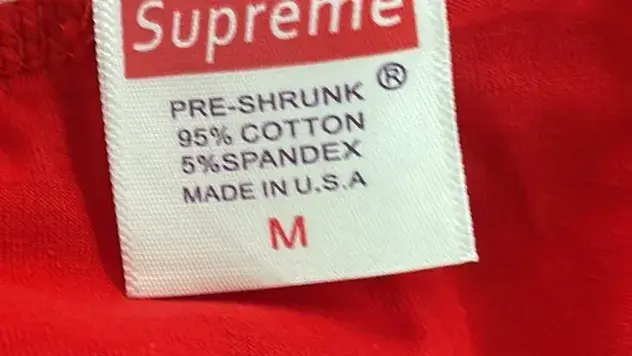 Supreme
®
PRE-SHRUNK
95% COTTON
5%SPANDEX
MADE IN U.S.A
M